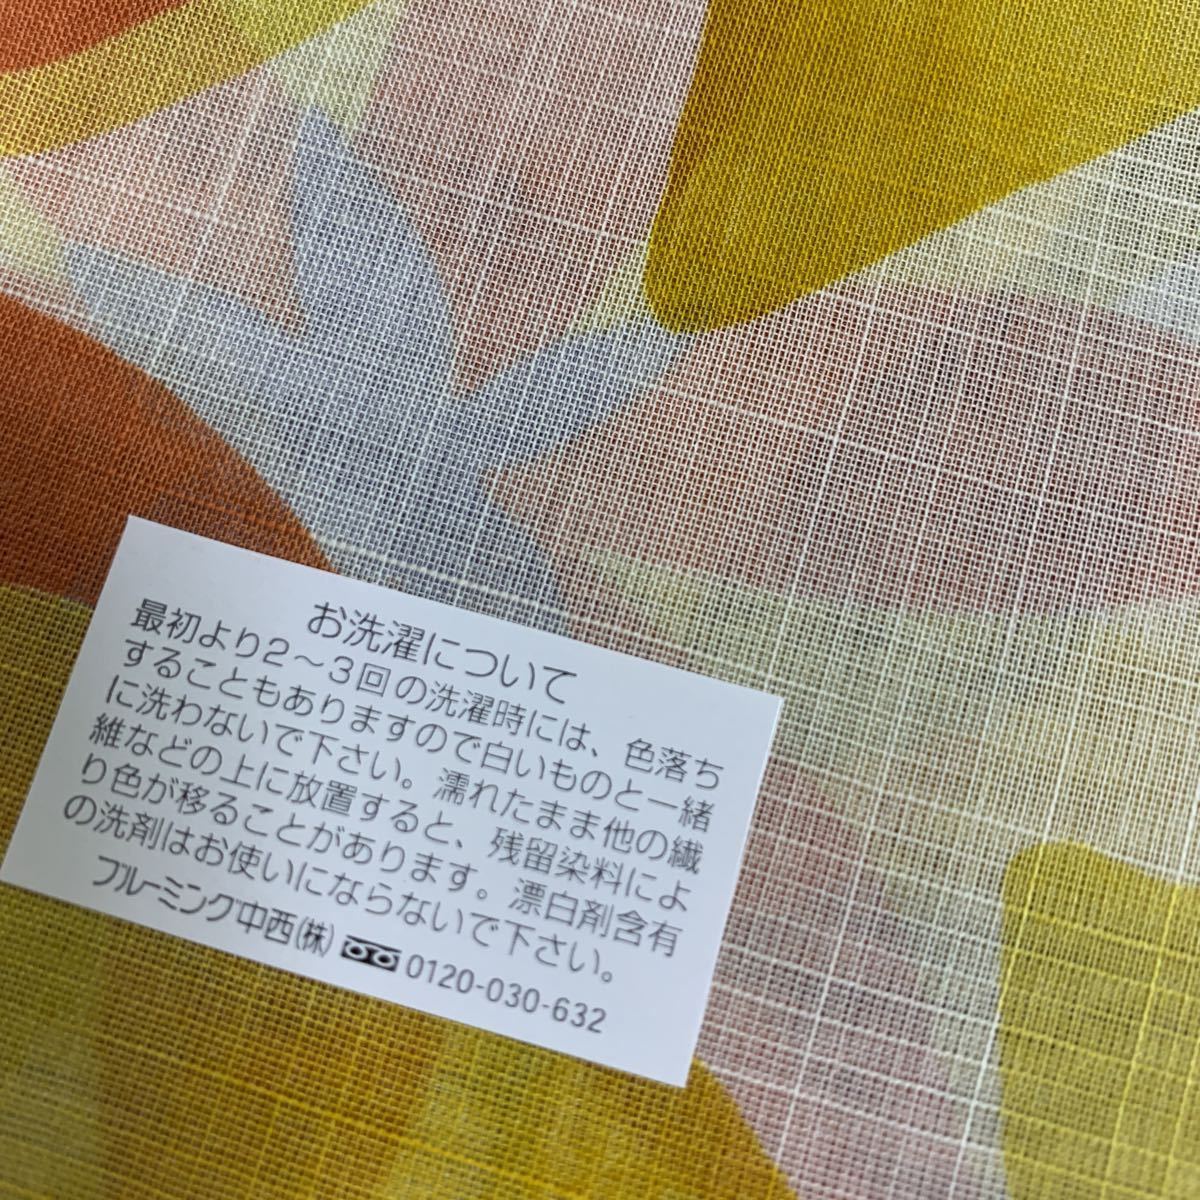 お洗濯について
最初より2～3回の洗濯時には、色落ち
することもありますので白いものと一緒
に洗わないで下さい。濡れたまま他の繊
維などの上に放置すると、残留染料によ
り色が移ることがあります。漂白剤含有
の洗剤はお使いにならないで下さい。
ブルーミング中西(株) 0120-030-632